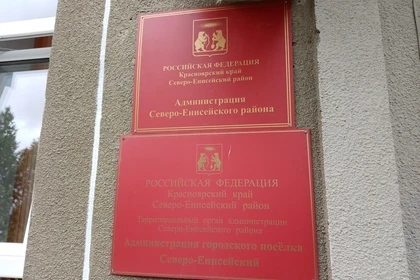 РОССИЙСКАЯ ФЕДЕРАЦИЯ
Красноярский край
Северо-Енисейский район
Администрация
Северо-Енисейского района
РОССИЙСКАЯ ФЕДЕРАЦИЯ
Красноярский край
Северо-Енисейский район
Территориальный орган администрации
Северо-Енисейского района
Администрация городского посёлка
Северо-Енисейский